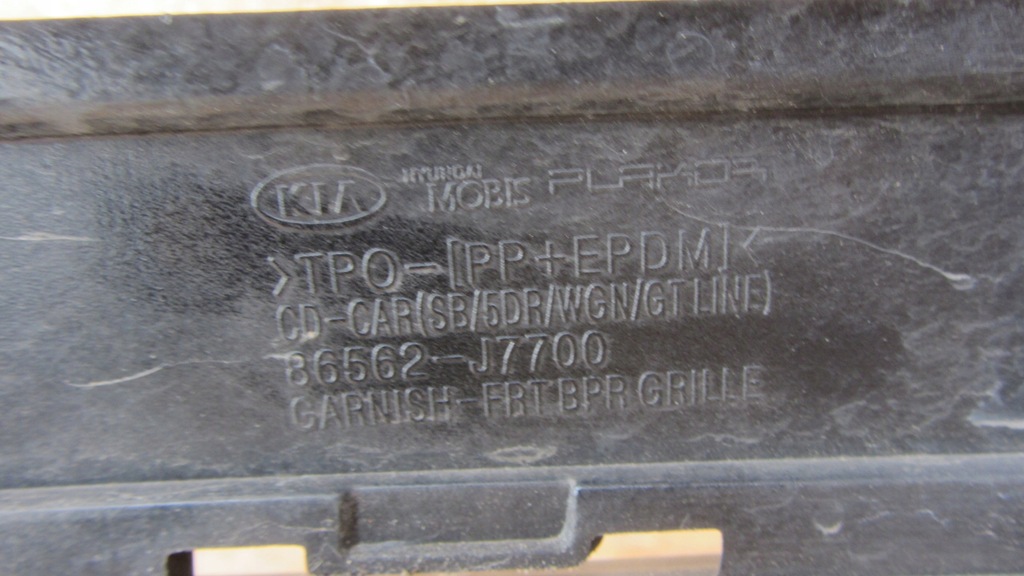 KIA HYUNDAI MOBIS PLAKOR
>TPO-[PP+EPDM]<
CD-CAR(SB/5DR/WGN/GT LINE)
86562-J7700
GARNISH-FRT BPR GRILLE